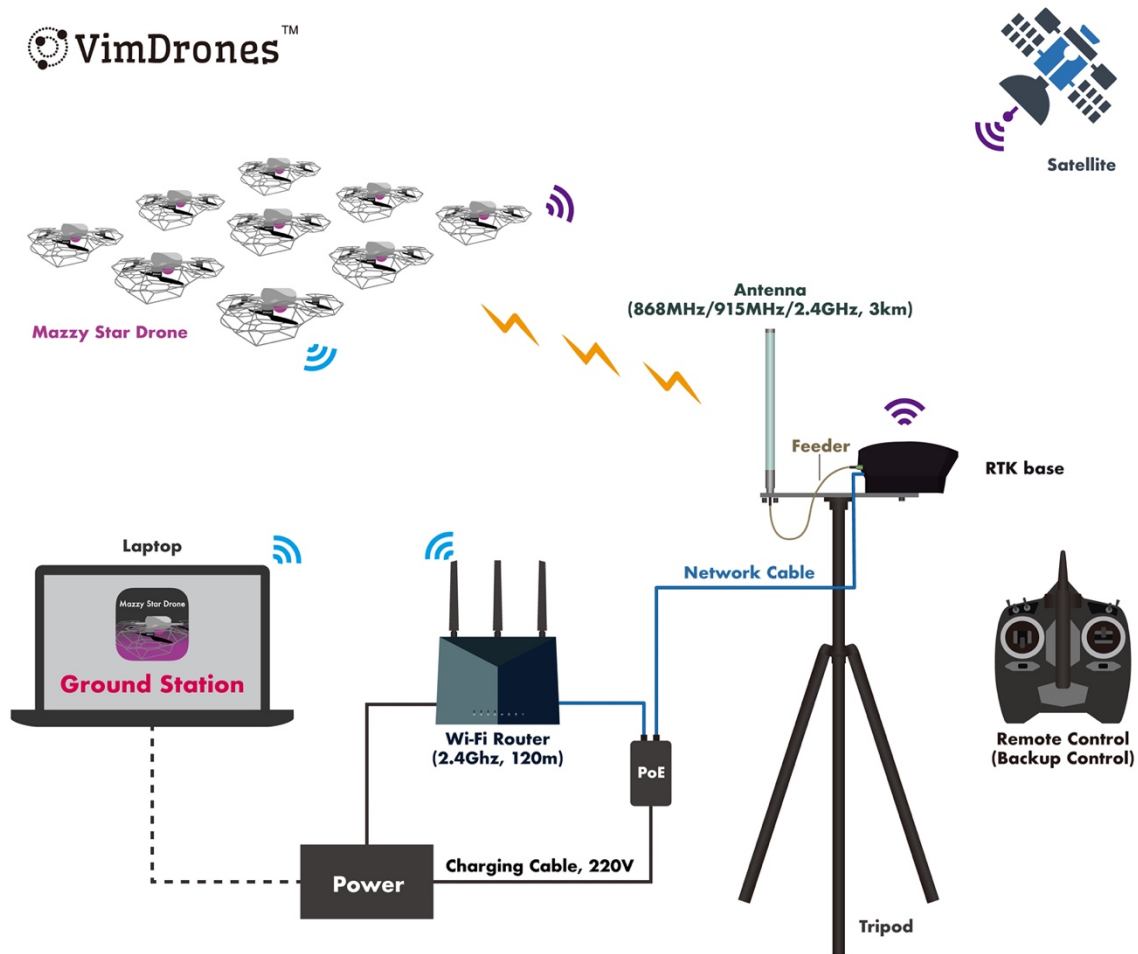 VimDrones™
Satellite
Mazzy Star Drone
Antenna
(868MHz/915MHz/2.4GHz, 3km)
Feeder
RTK base
Laptop
Network Cable
Mazzy Star Drone
Ground Station
Wi-Fi Router
(2.4Ghz, 120m)
PoE
Remote Control
(Backup Control)
Charging Cable, 220V
Power
Tripod